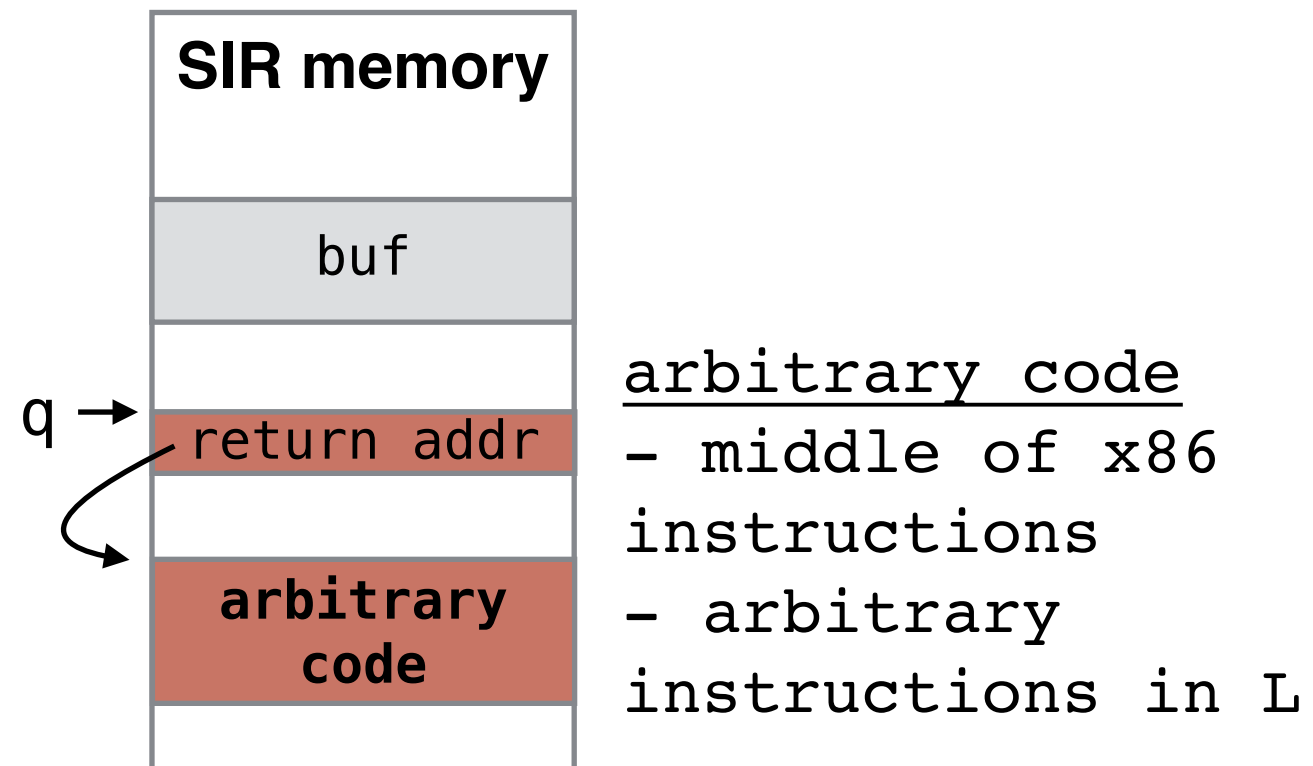 SIR memory
buf
arbitrary code
q
return addr
- middle of x86
instructions
arbitrary
code
- arbitrary
instructions in L